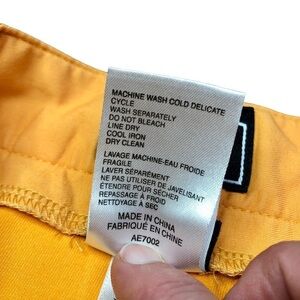 MACHINE WASH COLD DELICATE
CYCLE
WASH SEPARATELY
DO NOT BLEACH
LINE DRY
COOL IRON
DRY CLEAN
LAVAGE MACHINE-EAU FROIDE
FRAGILE
LAVER SÉPARÉMENT
NE PAS UTILISER DE JAVELISANT
ÉTENDRE POUR SÉCHER
REPASSAGE À FROID
NETTOYAGE À SEC
MADE IN CHINA
FABRIQUÉ EN CHINE
AE7002